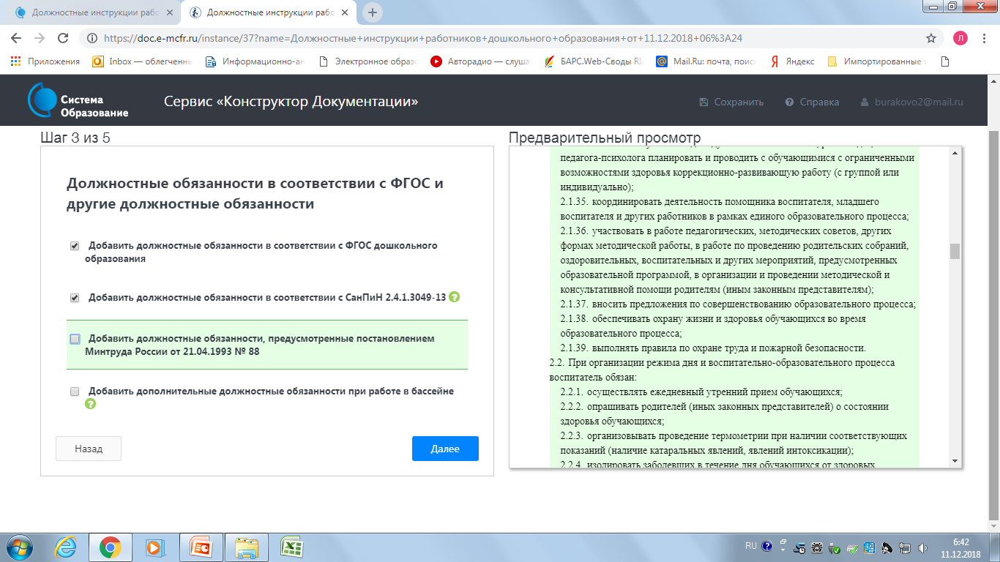 Должностные инструкции рабо
Должностные инструкции рабо
https://doc.e-mcfr.ru/instance/37?name=Должностные+инструкции+работников+дошкольного+образования+от+11.12.2018+06%3A24
Л
Приложения
Inbox — облегченны
Информационно-ан
Электронное образо
Авторадио — слуша
БАРС.Web-Своды RI
Mail.Ru: почта, поис
Яндекс
Импортированные
Система
Образование
Сервис «Конструктор Документации»
Сохранить
Справка
burakovo2@mail.ru
Шаг 3 из 5
Должностные обязанности в соответствии с ФГОС и
другие должностные обязанности
Добавить должностные обязанности в соответствии с ФГОС дошкольного
образования
Добавить должностные обязанности в соответствии с СанПиН 2.4.1.3049-13 ?
Добавить должностные обязанности, предусмотренные постановлением
Минтруда России от 21.04.1993 № 88
Добавить дополнительные должностные обязанности при работе в бассейне
?
Назад
Далее
Предварительный просмотр
педагога-психолога планировать и проводить с обучающимися с ограниченными
возможностями здоровья коррекционно-развивающую работу (с группой или
индивидуально);
2.1.35. координировать деятельность помощника воспитателя, младшего
воспитателя и других работников в рамках единого образовательного процесса;
2.1.36. участвовать в работе педагогических, методических советов, других
формах методической работы, в работе по проведению родительских собраний,
оздоровительных, воспитательных и других мероприятий, предусмотренных
образовательной программой, в организации и проведении методической и
консультативной помощи родителям (иным законным представителям);
2.1.37. вносить предложения по совершенствованию образовательного процесса;
2.1.38. обеспечивать охрану жизни и здоровья обучающихся во время
образовательного процесса;
2.1.39. выполнять правила по охране труда и пожарной безопасности.
2.2. При организации режима дня и воспитательно-образовательного процесса
воспитатель обязан:
2.2.1. осуществлять ежедневный утренний прием обучающихся;
2.2.2. опрашивать родителей (иных законных представителей) о состоянии
здоровья обучающихся;
2.2.3. организовывать проведение термометрии при наличии соответствующих
показаний (наличие катаральных явлений, явлений интоксикации);
2.2.4. изолировать заболевших в течение дня обучающихся от здоровых
RU
6:42
11.12.2018